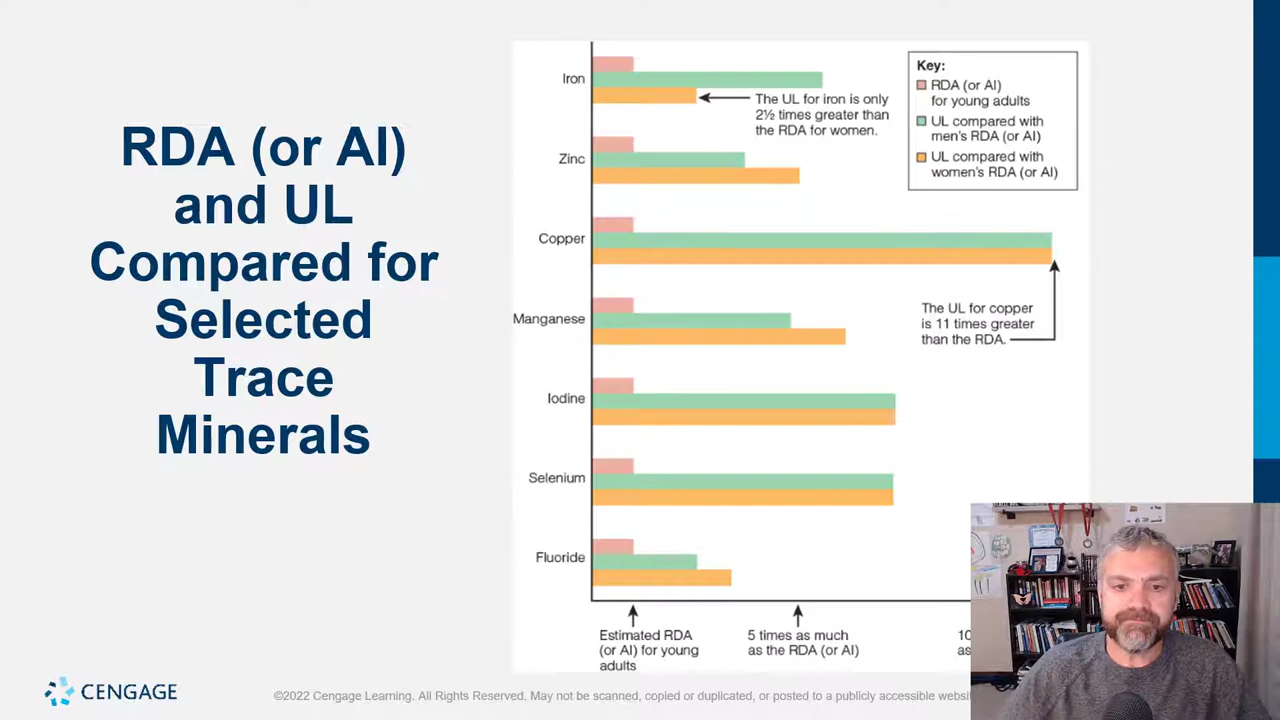 RDA (or AI)
and UL
Compared for
Selected
Trace
Minerals
Iron
Zinc
Copper
Manganese
Iodine
Selenium
Fluoride
The UL for iron is only
2½ times greater than
the RDA for women.
Key:
RDA (or AI)
for young adults
UL compared with
men's RDA (or AI)
UL compared with
women's RDA (or AI)
The UL for copper
is 11 times greater
than the RDA.
Estimated RDA
(or AI) for young
adults
5 times as much
as the RDA (or AI)
10
as
CENGAGE
©2022 Cengage Learning. All Rights Reserved. May not be scanned, copied or duplicated, or posted to a publicly accessible